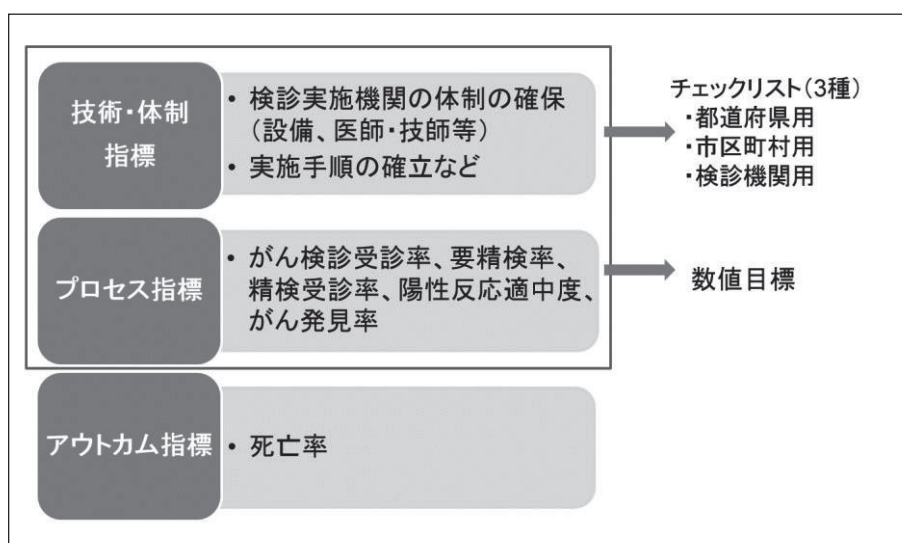 技術・体制
指標
• 検診実施機関の体制の確保
（設備、医師・技師等）
• 実施手順の確立など
チェックリスト（3種）
・都道府県用
・市区町村用
・検診機関用
プロセス指標
• がん検診受診率、要精検率、
精検受診率、陽性反応適中度、
がん発見率
数値目標
アウトカム指標
• 死亡率